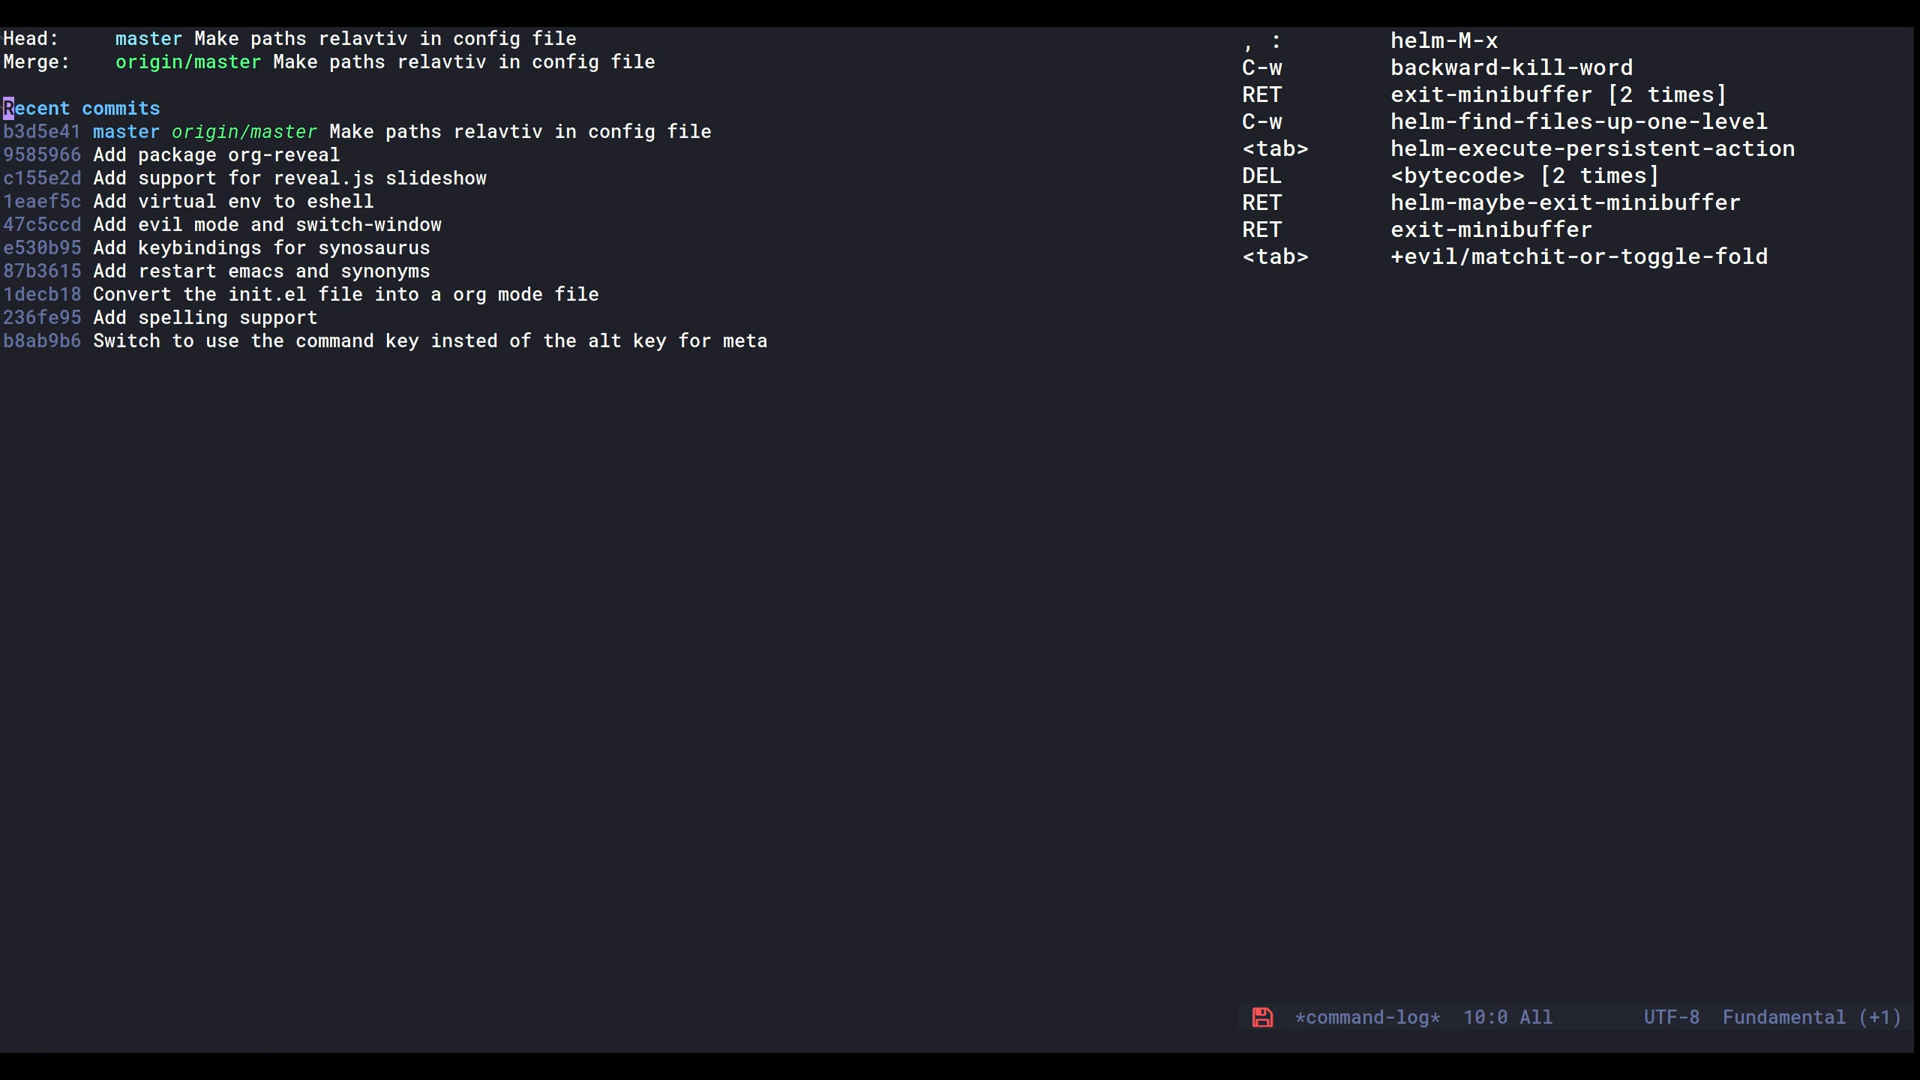 Head:     master Make paths relavtiv in config file
Merge:    origin/master Make paths relavtiv in config file
Recent commits
b3d5e41 master origin/master Make paths relavtiv in config file
9585966 Add package org-reveal
c155e2d Add support for reveal.js slideshow
1eaef5c Add virtual env to eshell
47c5ccd Add evil mode and switch-window
e530b95 Add keybindings for synosaurus
87b3615 Add restart emacs and synonyms
1decb18 Convert the init.el file into a org mode file
236fe95 Add spelling support
b8ab9b6 Switch to use the command key insted of the alt key for meta
, :        helm-M-x
C-w        backward-kill-word
RET        exit-minibuffer [2 times]
C-w        helm-find-files-up-one-level
<tab>      helm-execute-persistent-action
DEL        <bytecode> [2 times]
RET        helm-maybe-exit-minibuffer
RET        exit-minibuffer
<tab>      +evil/matchit-or-toggle-fold
*command-log*  10:0 All        UTF-8  Fundamental (+1)